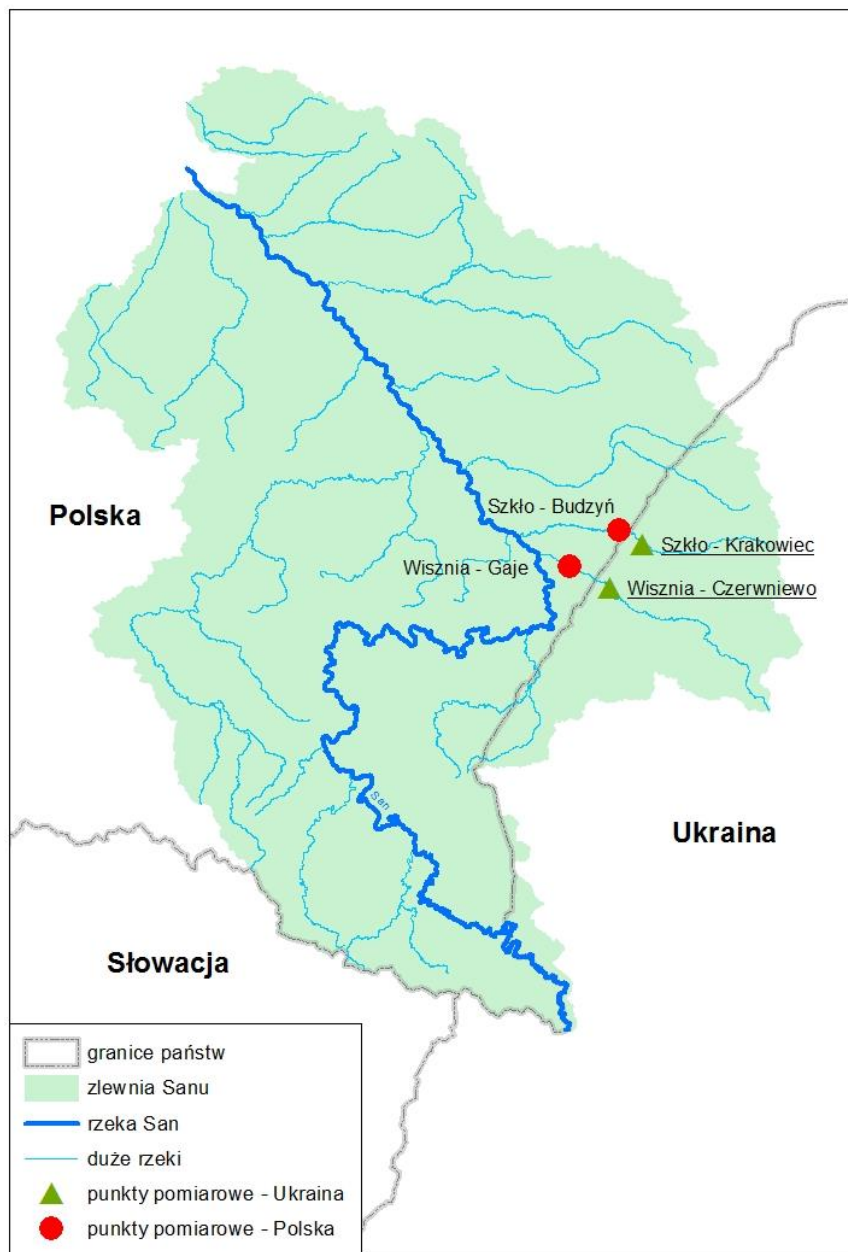 Polska
Szkło - Budzyń
Szkło - Krakowiec
Wisznia - Gaje
Wisznia - Czerwniewo
San
Ukraina
Słowacja
granice państw
zlewnia Sanu
rzeka San
duże rzeki
punkty pomiarowe - Ukraina
punkty pomiarowe - Polska